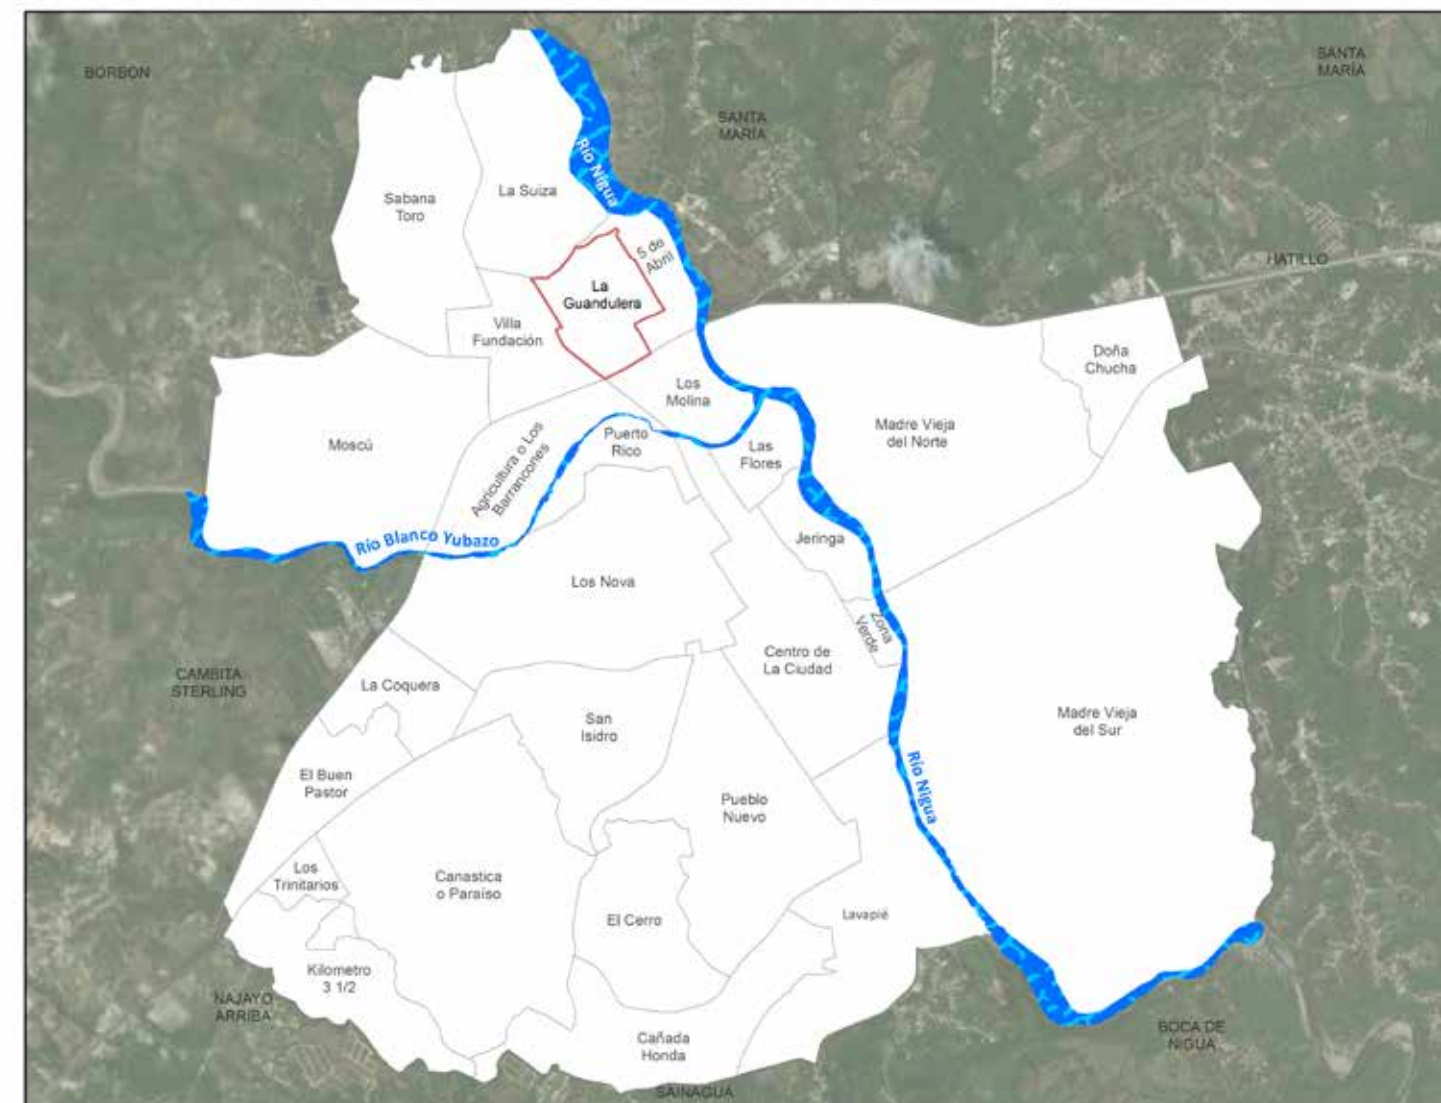 BORBON
SANTA
MARÍA
SANTA
MARÍA
Río Nigua
Sabana
Toro
La Suiza
5 de
Abril
HATILLO
La
Guandulera
Villa
Fundación
Doña
Chucha
Los
Molina
Madre Vieja
del Norte
Moscú
Puerto
Rico
Las
Flores
Agricultura o Los
Barrancones
Río Blanco Yubazo
Jeringa
Los Nova
Zona
Verde
Centro de
La Ciudad
CAMBITA
STERLING
La Coquera
San
Isidro
Madre Vieja
del Sur
El Buen
Pastor
Pueblo
Nuevo
Río Nigua
Los
Trinitarios
Canastica
o Paraiso
El Cerro
Lavapié
Kilometro
3 1/2
NAJAYO
ARRIBA
Cañada
Honda
BOCA DE
NIGUA
SAINAGUÁ